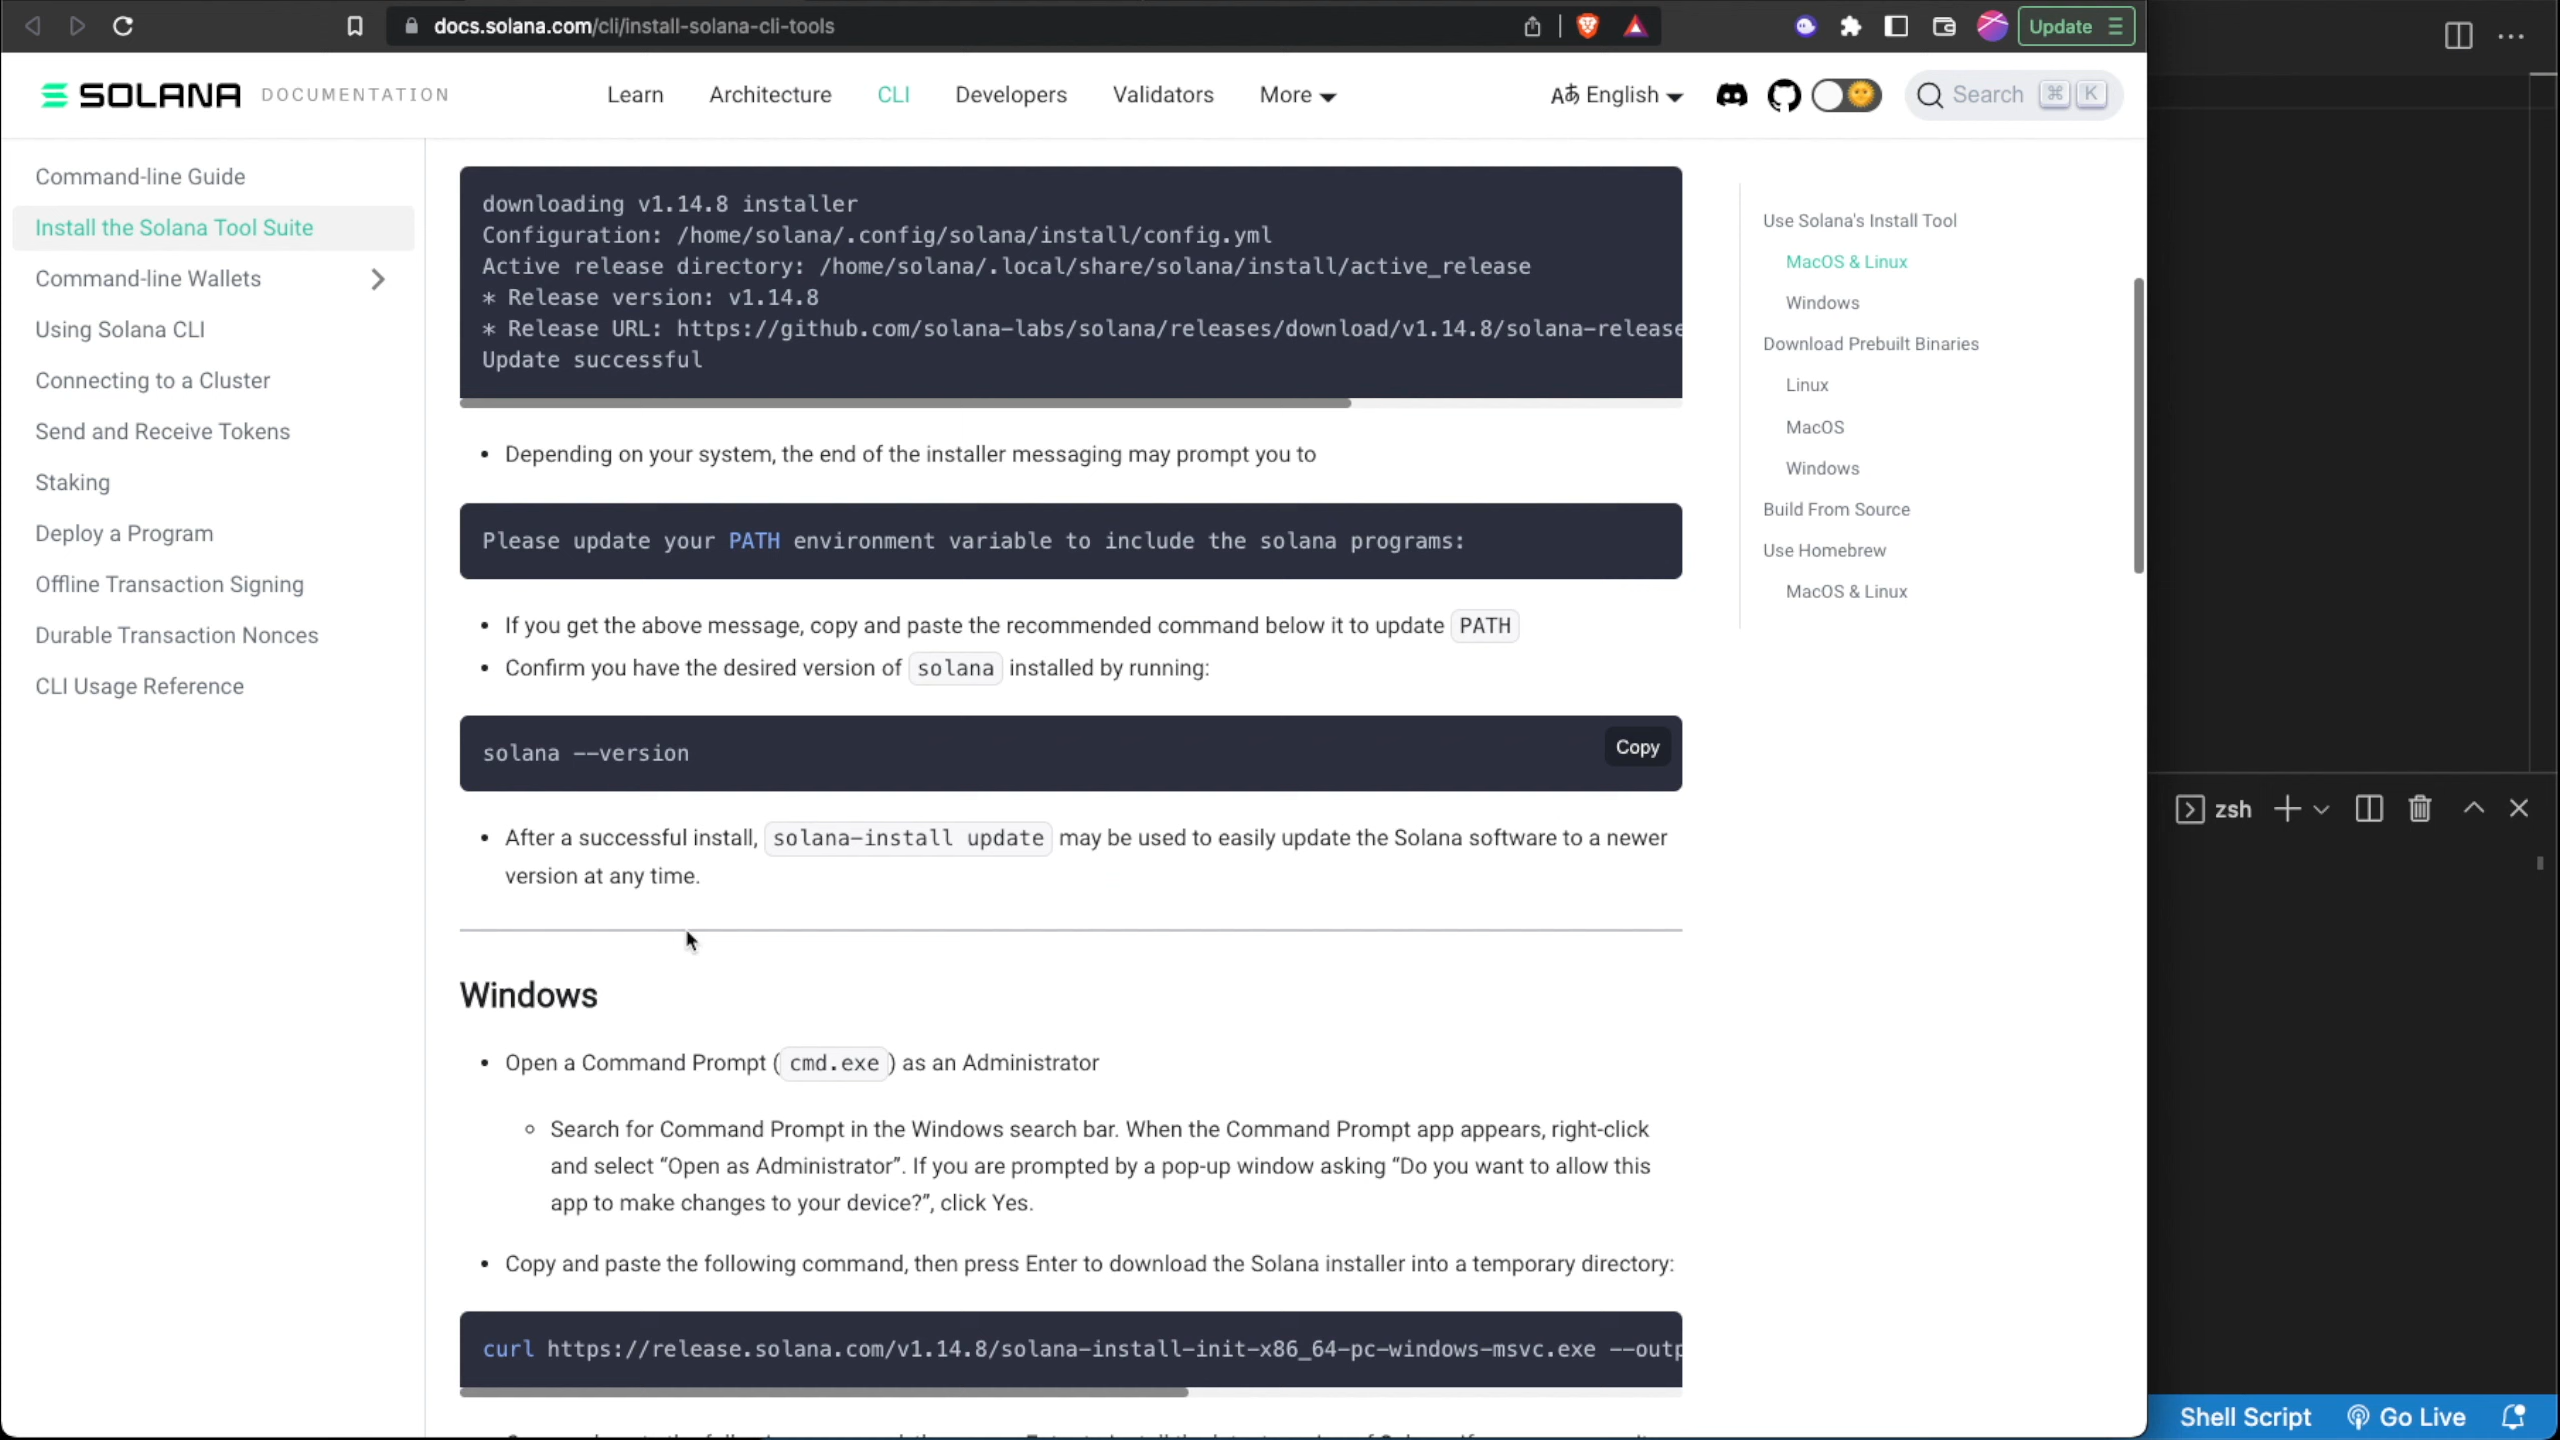 docs.solana.com/cli/install-solana-cli-tools
Update
SOLANA DOCUMENTATION
Learn
Architecture
CLI
Developers
Validators
More
English
Search ⌘ K
Command-line Guide
Install the Solana Tool Suite
Command-line Wallets
Using Solana CLI
Connecting to a Cluster
Send and Receive Tokens
Staking
Deploy a Program
Offline Transaction Signing
Durable Transaction Nonces
CLI Usage Reference
downloading v1.14.8 installer
Configuration: /home/solana/.config/solana/install/config.yml
Active release directory: /home/solana/.local/share/solana/install/active_release
* Release version: v1.14.8
* Release URL: https://github.com/solana-labs/solana/releases/download/v1.14.8/solana-release
Update successful
• Depending on your system, the end of the installer messaging may prompt you to
Please update your PATH environment variable to include the solana programs:
• If you get the above message, copy and paste the recommended command below it to update PATH
• Confirm you have the desired version of solana installed by running:
solana --version
Copy
• After a successful install, solana-install update may be used to easily update the Solana software to a newer
version at any time.
Windows
• Open a Command Prompt (cmd.exe) as an Administrator
Search for Command Prompt in the Windows search bar. When the Command Prompt app appears, right-click
and select “Open as Administrator”. If you are prompted by a pop-up window asking “Do you want to allow this
app to make changes to your device?”, click Yes.
• Copy and paste the following command, then press Enter to download the Solana installer into a temporary directory:
curl https://release.solana.com/v1.14.8/solana-install-init-x86_64-pc-windows-msvc.exe --outp
Use Solana's Install Tool
MacOS & Linux
Windows
Download Prebuilt Binaries
Linux
MacOS
Windows
Build From Source
Use Homebrew
MacOS & Linux
zsh
Shell Script
Go Live